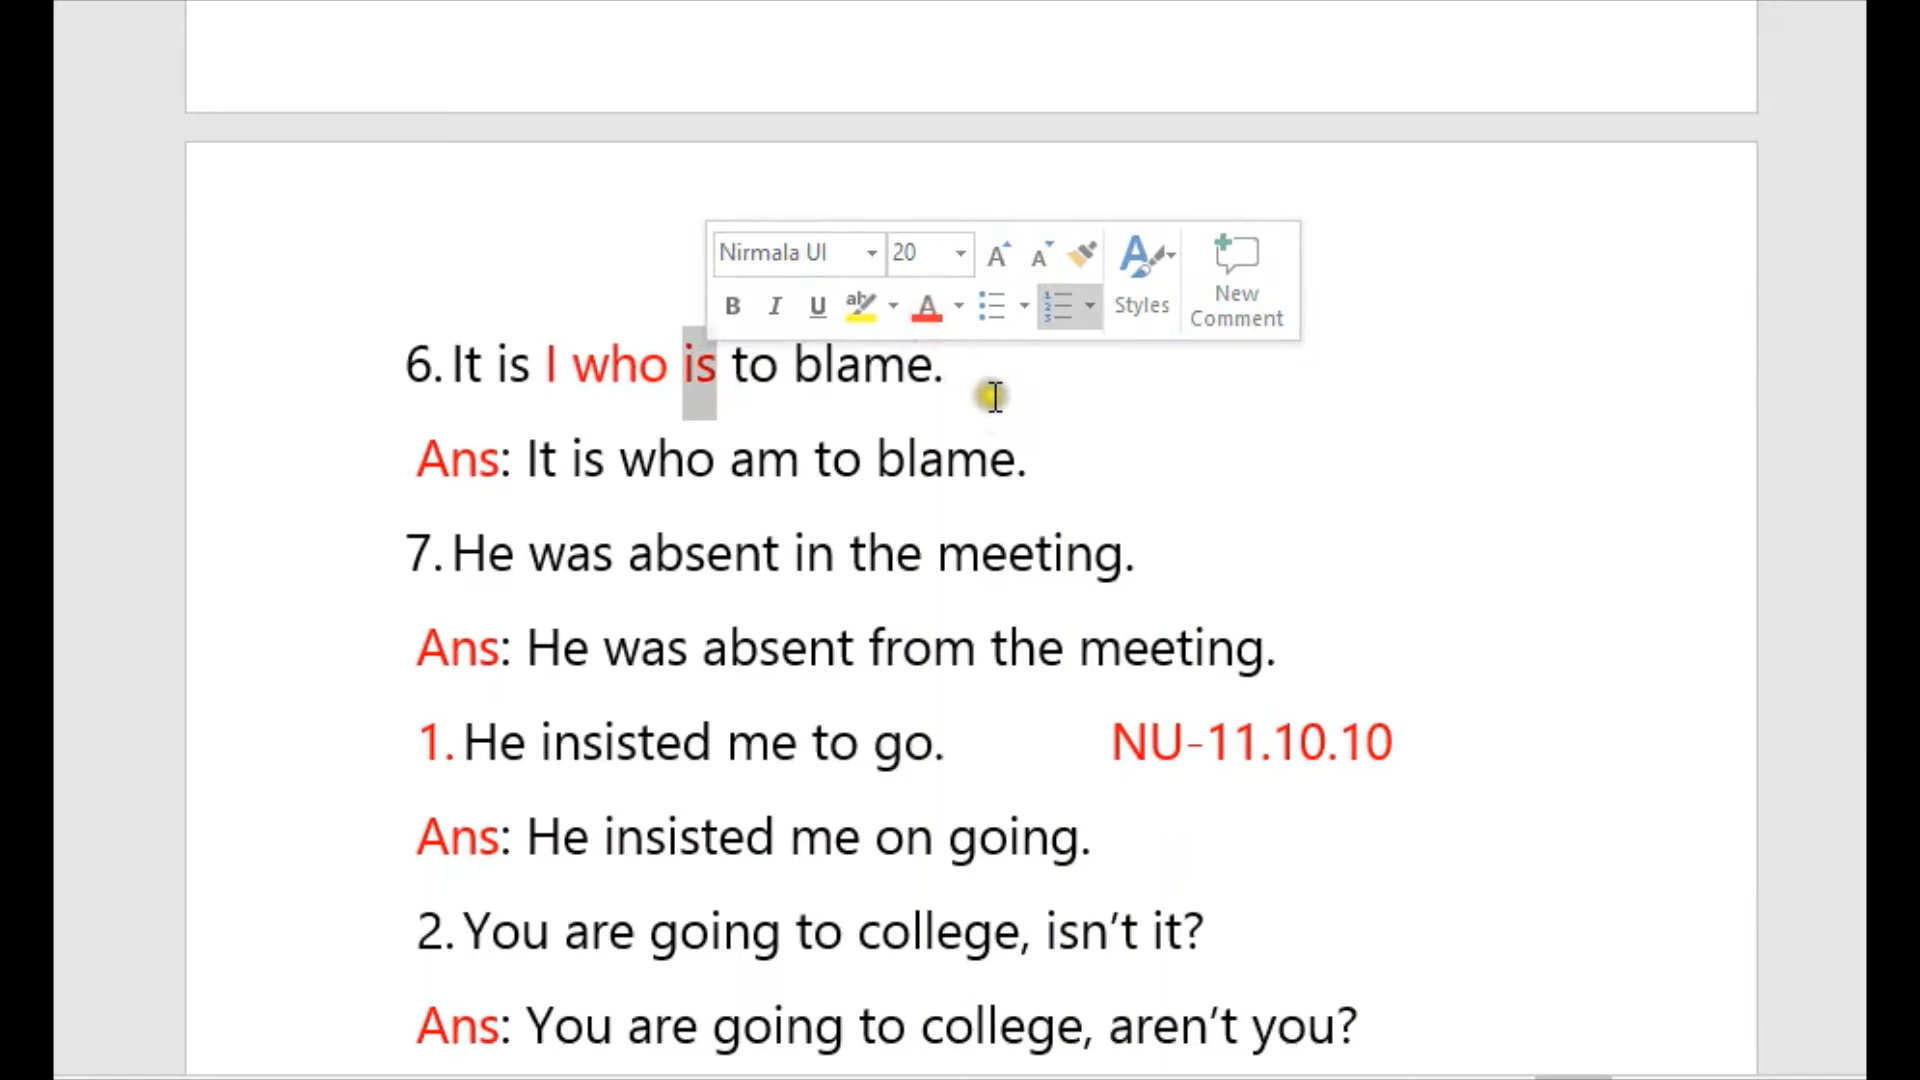 Nirmala UI 20
B I U Styles New Comment
6. It is I who is to blame.
Ans: It is who am to blame.
7. He was absent in the meeting.
Ans: He was absent from the meeting.
1. He insisted me to go. NU-11.10.10
Ans: He insisted me on going.
2. You are going to college, isn’t it?
Ans: You are going to college, aren’t you?